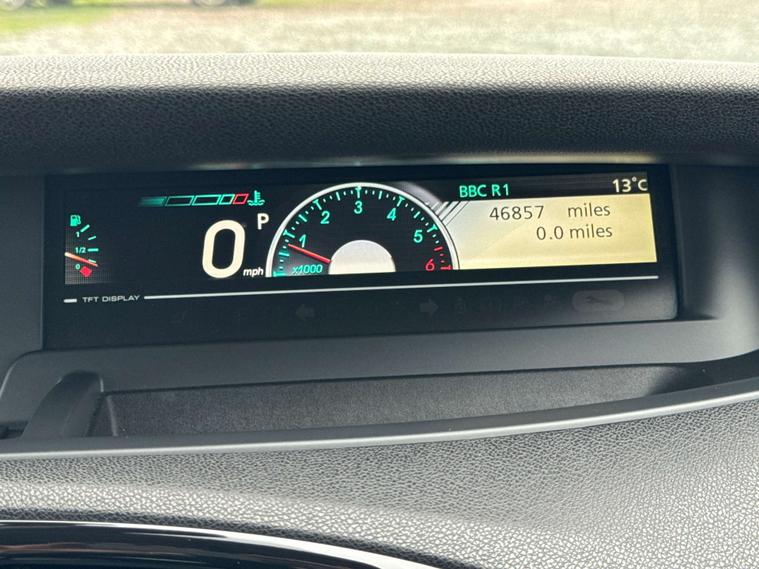 BBC R1 13°C
46857 miles
0.0 miles
P
0 mph
1
1/2
0
1 2 3 4 5 6
x1000
TFT DISPLAY